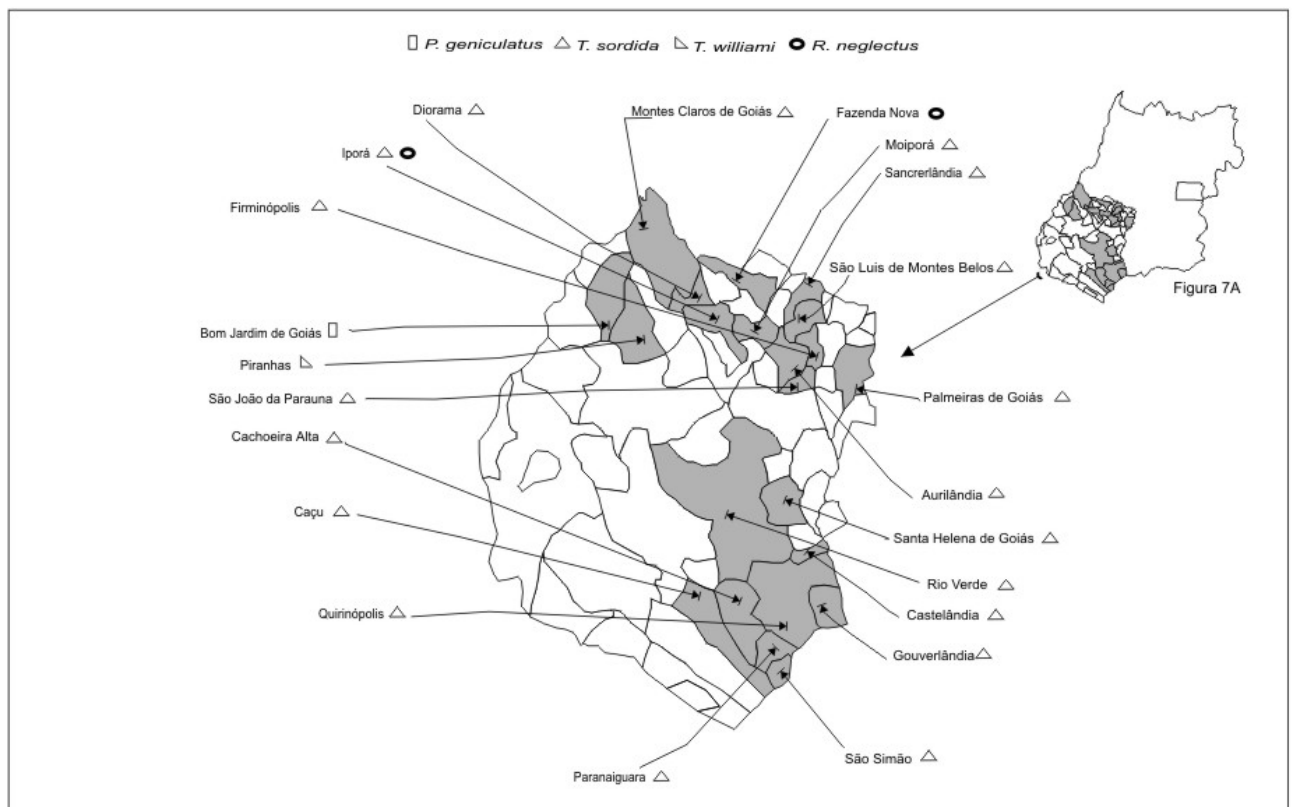 P. geniculatus T. sordida T. williami R. neglectus
Diorama
Montes Claros de Goiás
Fazenda Nova
Iporá
Moiporá
Sancrerlândia
Firminópolis
São Luis de Montes Belos
Figura 7A
Bom Jardim de Goiás
Piranhas
São João da Parauna
Palmeiras de Goiás
Cachoeira Alta
Aurilândia
Caçu
Santa Helena de Goiás
Rio Verde
Quirinópolis
Castelândia
Gouverlândia
São Simão
Paranaiguara